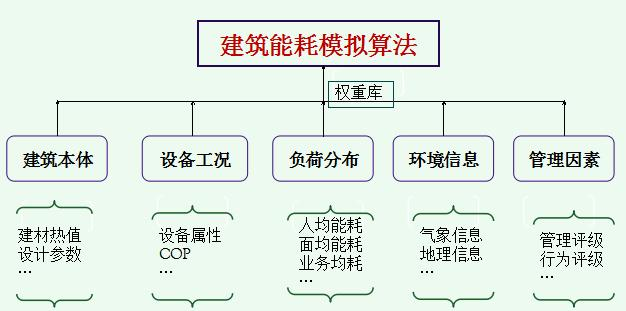 建筑能耗模拟算法
权重库
建筑本体
设备工况
负荷分布
环境信息
管理因素
建材热值
设计参数
...
设备属性
COP
...
人均能耗
面均能耗
业务均耗
...
气象信息
地理信息
...
管理评级
行为评级
...